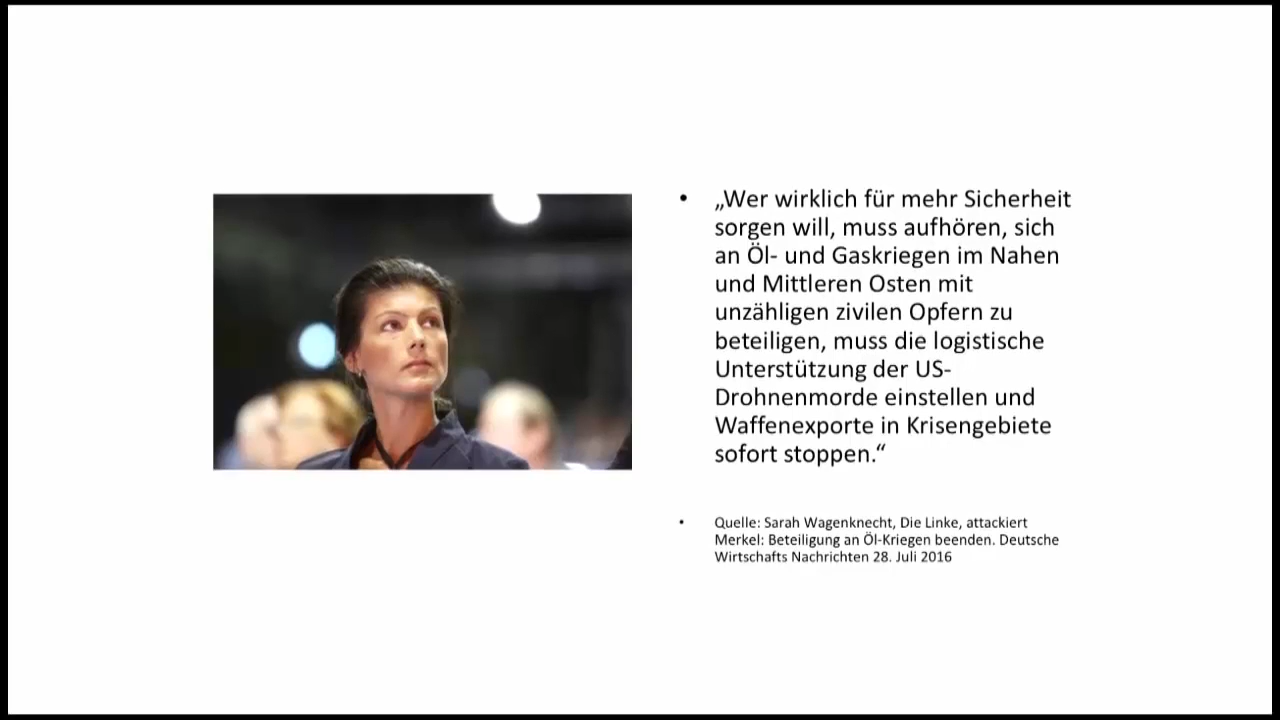 • „Wer wirklich für mehr Sicherheit
sorgen will, muss aufhören, sich
an Öl- und Gaskriegen im Nahen
und Mittleren Osten mit
unzähligen zivilen Opfern zu
beteiligen, muss die logistische
Unterstützung der US-
Drohnenmorde einstellen und
Waffenexporte in Krisengebiete
sofort stoppen.“
• Quelle: Sarah Wagenknecht, Die Linke, attackiert
Merkel: Beteiligung an Öl-Kriegen beenden. Deutsche
Wirtschafts Nachrichten 28. Juli 2016